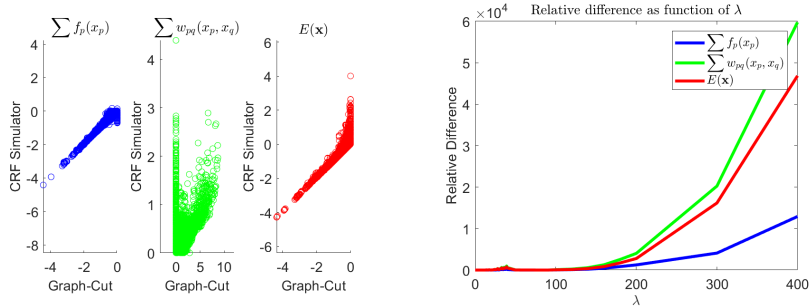 ∑ f_p(x_p)
4
2
0
-2
-4
-6
-8
CRF Simulator
-4 -2 0
Graph-Cut
∑ w_pq(x_p, x_q)
4
3
2
1
0
CRF Simulator
0 5 10
Graph-Cut
E(x)
6
4
2
0
-2
-4
-6
CRF Simulator
-4 -2 0
Graph-Cut
×10^4 Relative difference as function of λ
6
5
4
3
2
1
0
Relative Difference
∑ f_p(x_p)
∑ w_pq(x_p, x_q)
E(x)
0 100 200 300 400
λ